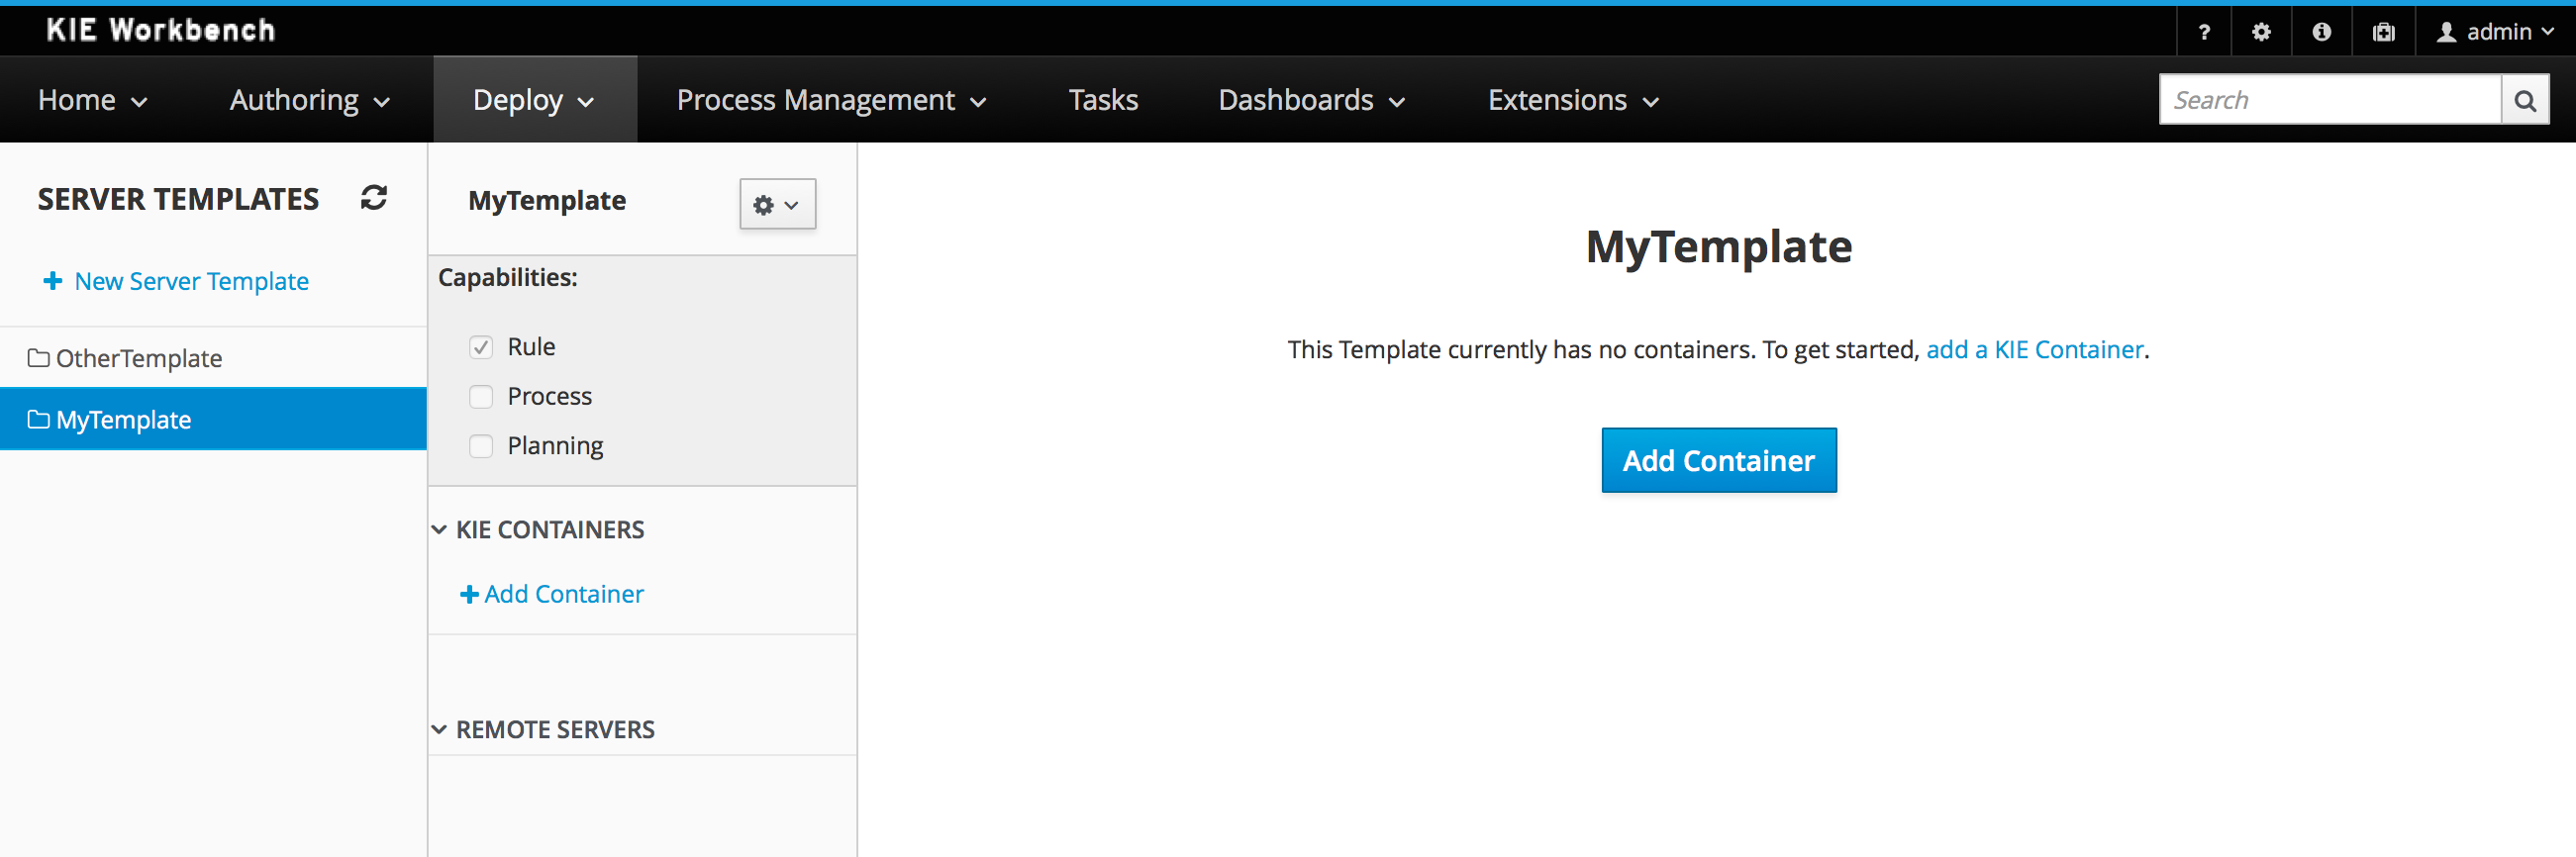 KIE Workbench
? admin
Home Authoring Deploy Process Management Tasks Dashboards Extensions Search
SERVER TEMPLATES
New Server Template
OtherTemplate
MyTemplate
MyTemplate
Capabilities:
Rule
Process
Planning
KIE CONTAINERS
Add Container
REMOTE SERVERS
MyTemplate
This Template currently has no containers. To get started, add a KIE Container.
Add Container